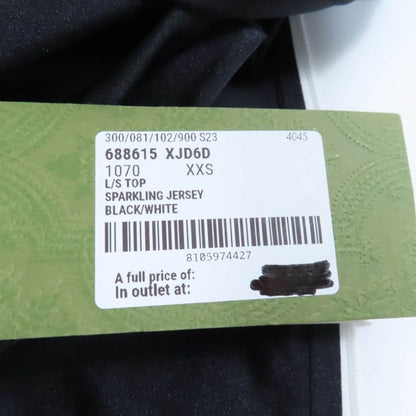 300/081/102/900 S23 4045
688615 XJD6D
1070 XXS
L/S TOP
SPARKLING JERSEY
BLACK/WHITE
8105974427
A full price of:
In outlet at: